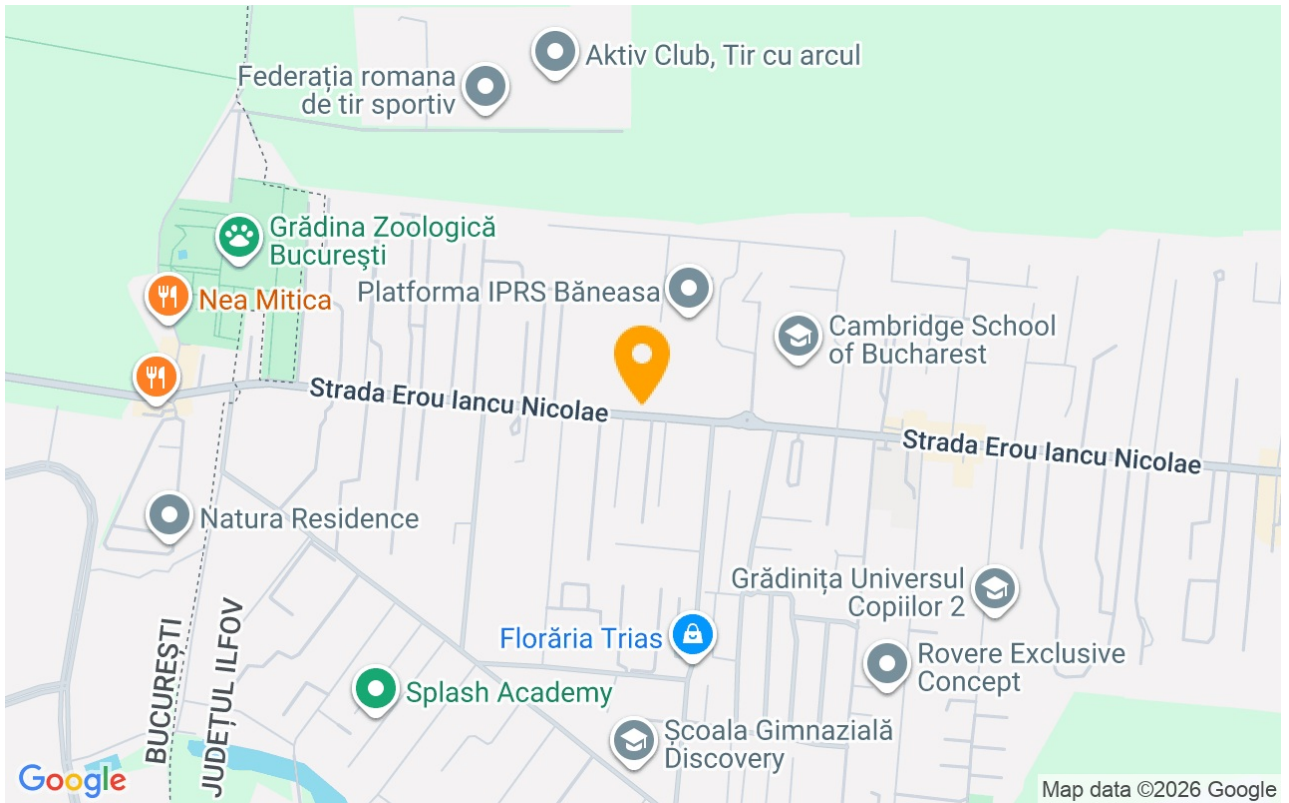 Aktiv Club, Tir cu arcul
Federația romana
de tir sportiv
Grădina Zoologică
București
Nea Mitica
Platforma IPRS Băneasa
Cambridge School
of Bucharest
Strada Erou Iancu Nicolae
Strada Erou Iancu Nicolae
Natura Residence
Grădinița Universul
Copiilor 2
BUCUREȘTI
JUDEȚUL ILFOV
Florăria Trias
Rovere Exclusive
Concept
Splash Academy
Școala Gimnazială
Discovery
Google
Map data ©2026 Google